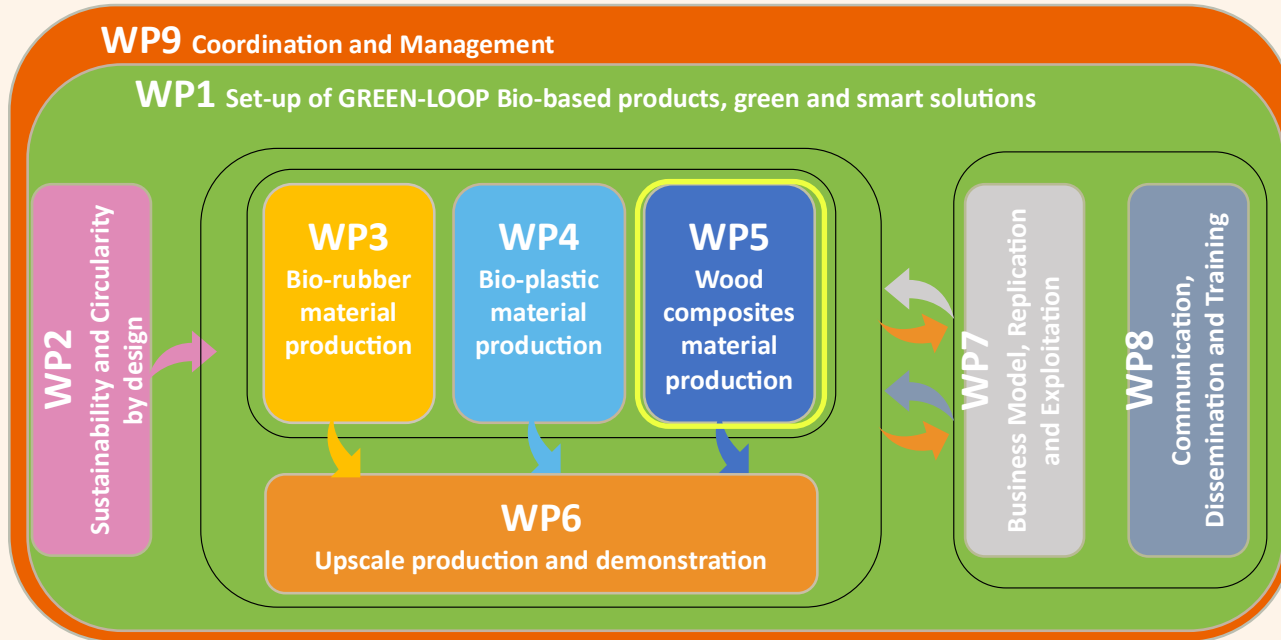 WP9 Coordination and Management
WP1 Set-up of GREEN-LOOP Bio-based products, green and smart solutions
WP2
Sustainability and Circularity
by design
WP3
Bio-rubber
material
production
WP4
Bio-plastic
material
production
WP5
Wood
composites
material
production
WP6
Upscale production and demonstration
WP7
Business Model, Replication
and Exploitation
WP8
Communication,
Dissemination and Training